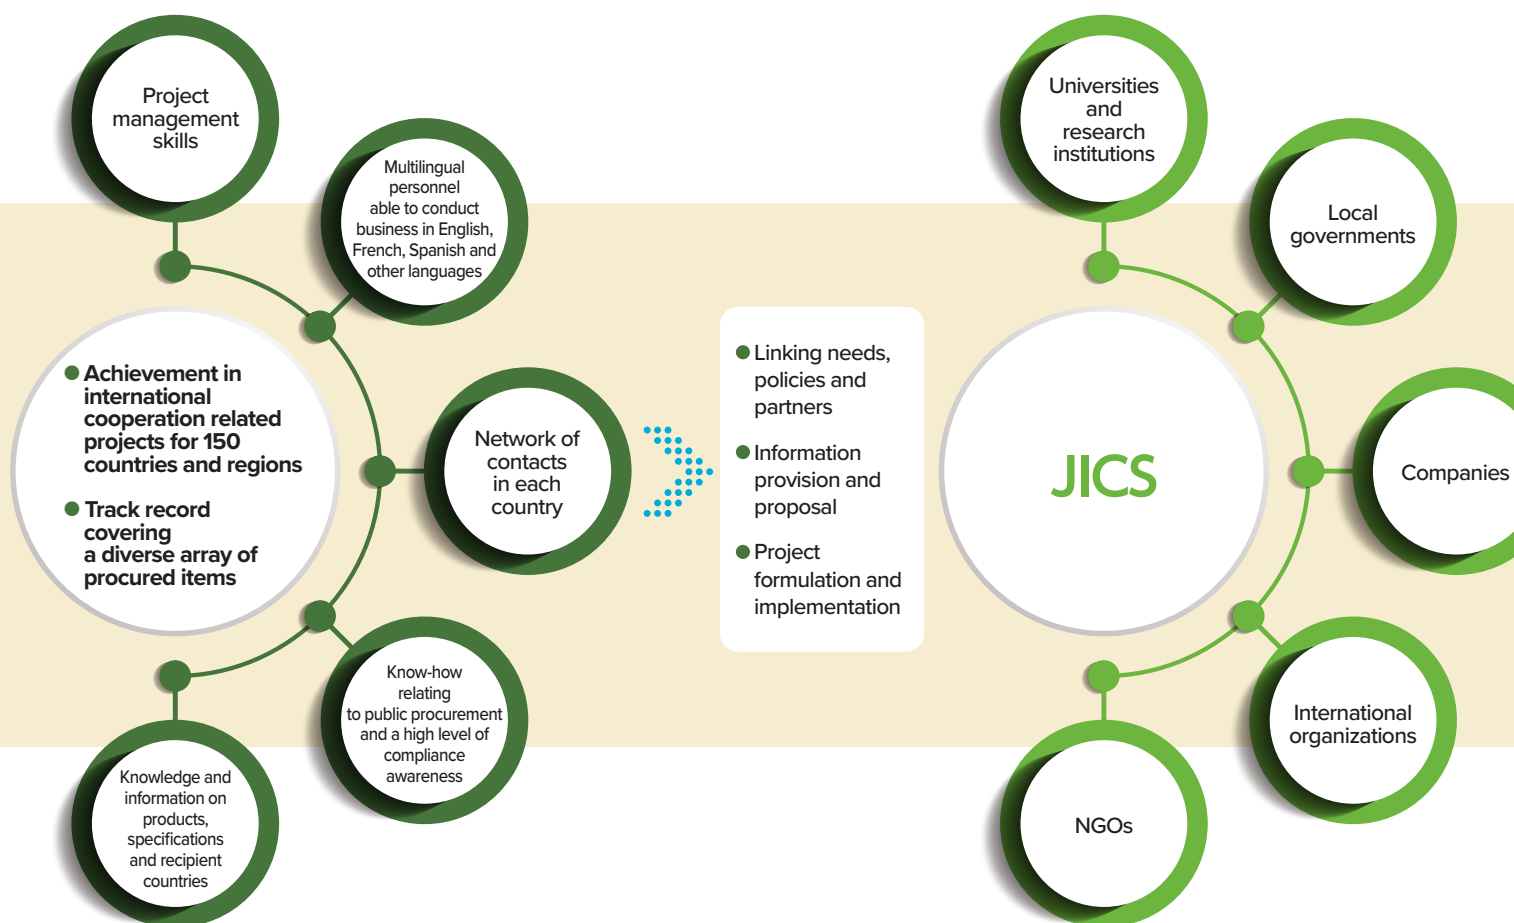 Project
management
skills
Multilingual
personnel
able to conduct
business in English,
French, Spanish and
other languages
Achievement in
international
cooperation related
projects for 150
countries and regions
Track record
covering
a diverse array of
procured items
Network of
contacts
in each
country
Know-how
relating
to public procurement
and a high level of
compliance
awareness
Knowledge and
information on
products,
specifications
and recipient
countries
Linking needs,
policies and
partners
Information
provision and
proposal
Project
formulation and
implementation
JICS
Universities
and
research
institutions
Local
governments
Companies
International
organizations
NGOs